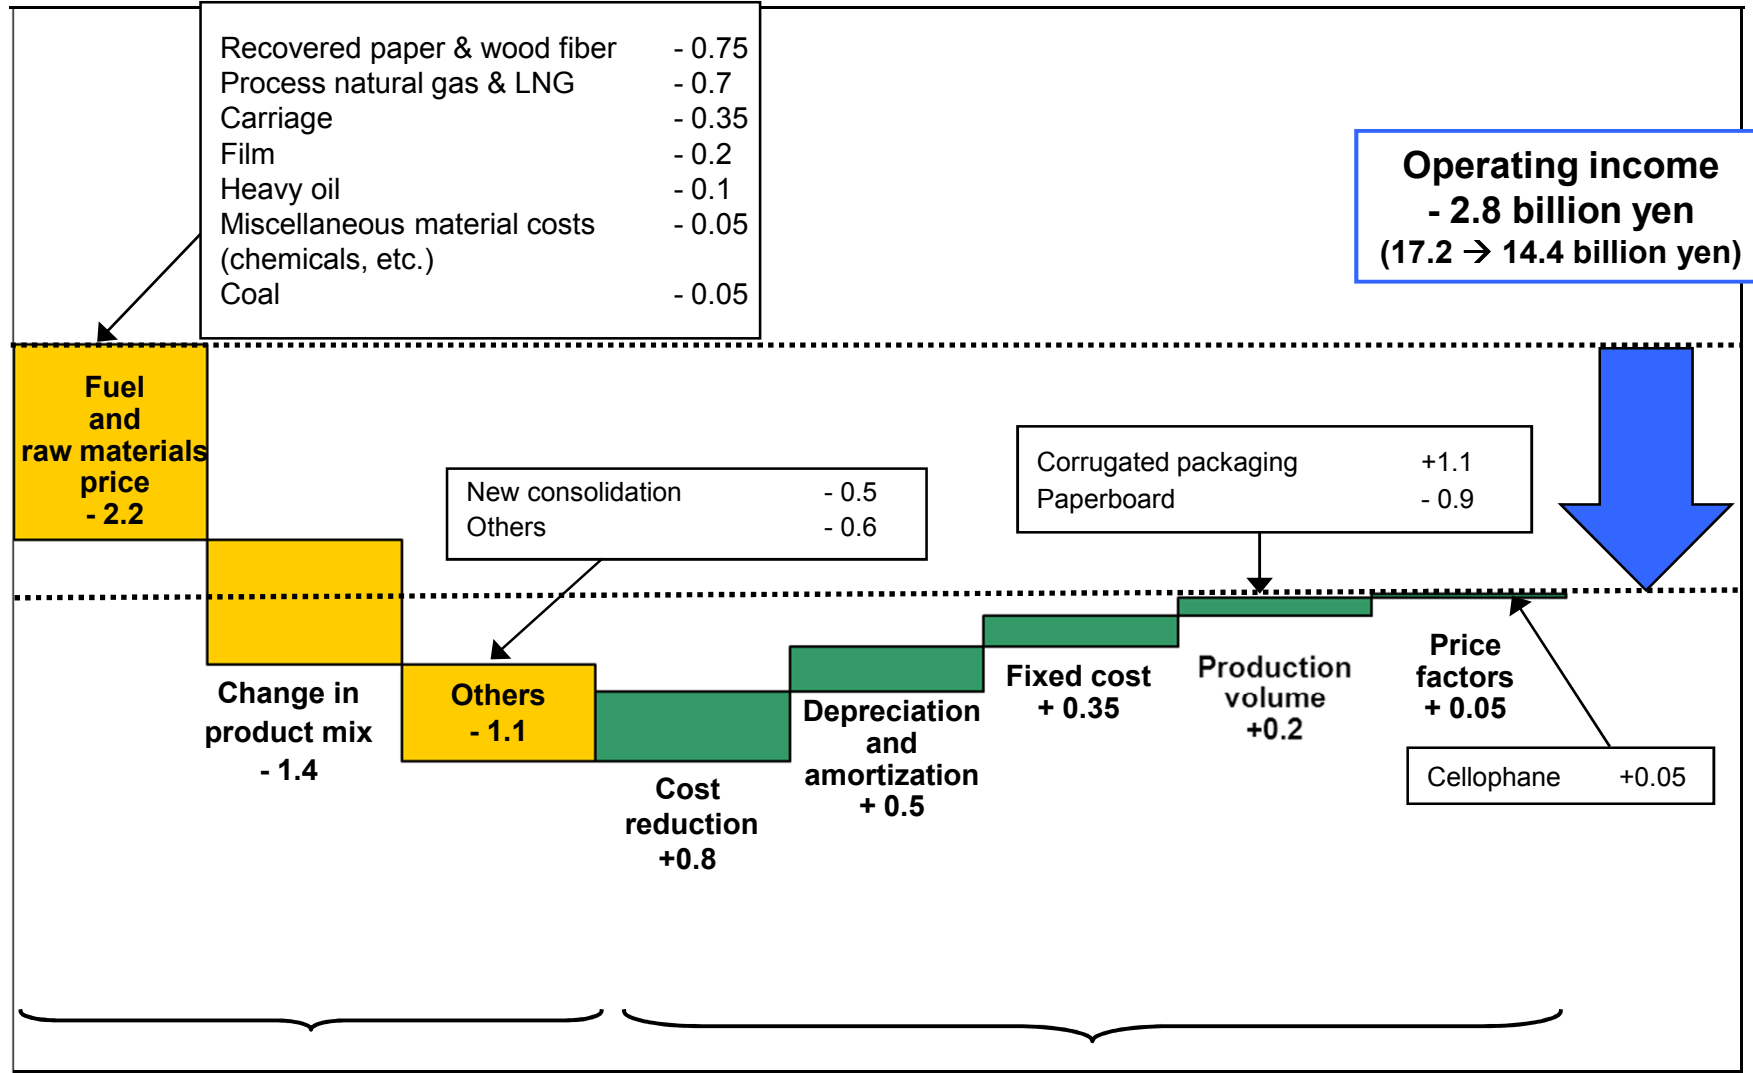 Recovered paper & wood fiber - 0.75
Process natural gas & LNG - 0.7
Carriage - 0.35
Film - 0.2
Heavy oil - 0.1
Miscellaneous material costs - 0.05
(chemicals, etc.)
Coal - 0.05
Operating income
- 2.8 billion yen
(17.2 → 14.4 billion yen)
Fuel
and
raw materials
price
- 2.2
New consolidation - 0.5
Others - 0.6
Corrugated packaging +1.1
Paperboard - 0.9
Change in
product mix
- 1.4
Others
- 1.1
Cost
reduction
+0.8
Depreciation
and
amortization
+ 0.5
Fixed cost
+ 0.35
Production
volume
+0.2
Price
factors
+ 0.05
Cellophane +0.05